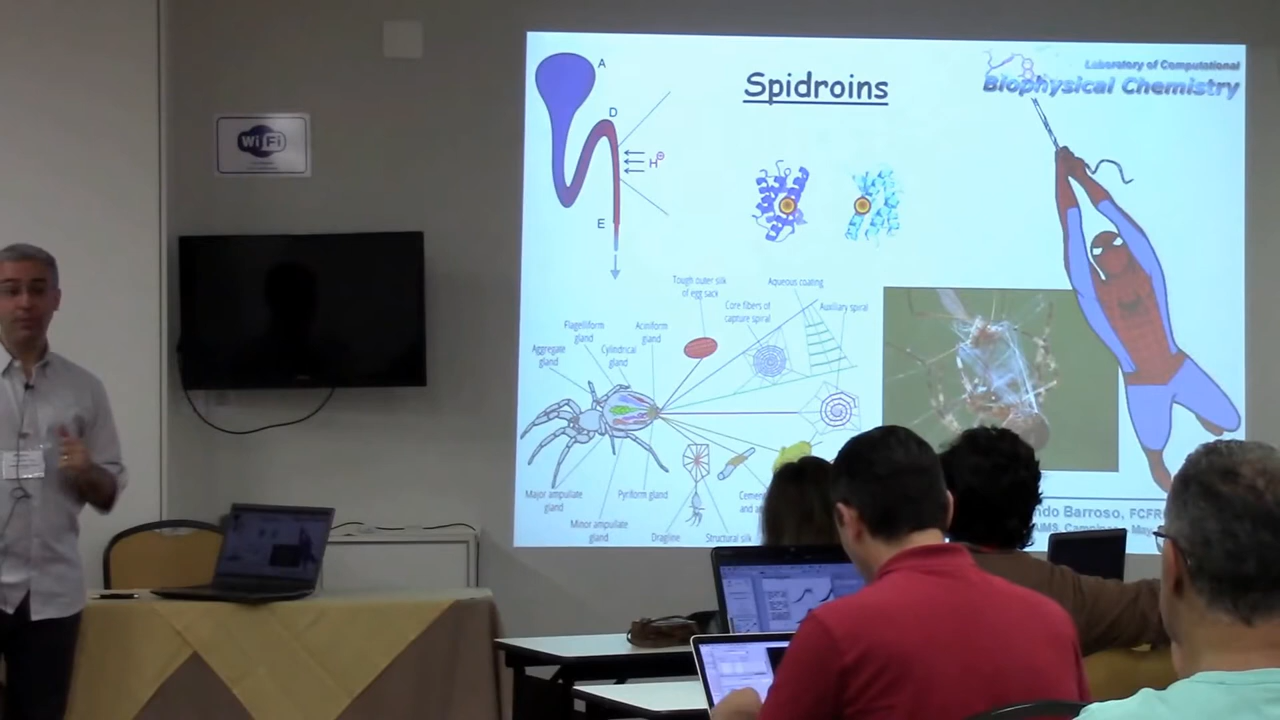 WiFi
Spidroins
Laboratory of Computational
Biophysical Chemistry
A
D
H
E
Tough outer silk
of egg sack
Aqueous coating
Core fibers of
capture spiral
Auxiliary spiral
Flagelliform
gland
Aciniform
gland
Aggregate
gland
Cylindrical
gland
Major ampullate
gland
Pyriform gland
Minor ampullate
gland
Dragline
Structural silk
Barroso, FCFR